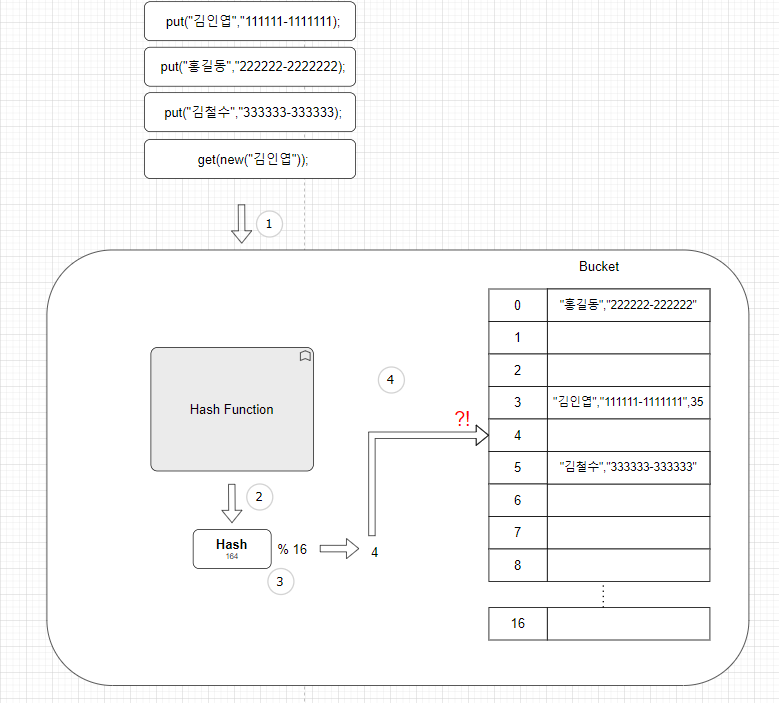 put("김인엽","111111-1111111);
put("홍길동","222222-2222222);
put("김철수","333333-333333);
get(new("김인엽"));
1
Bucket
0 "홍길동","222222-222222"
1
2
3 "김인엽","111111-1111111",35
4
5 "김철수","333333-333333"
6
7
8
16
Hash Function
4
?!
2
Hash
164
% 16
4
3